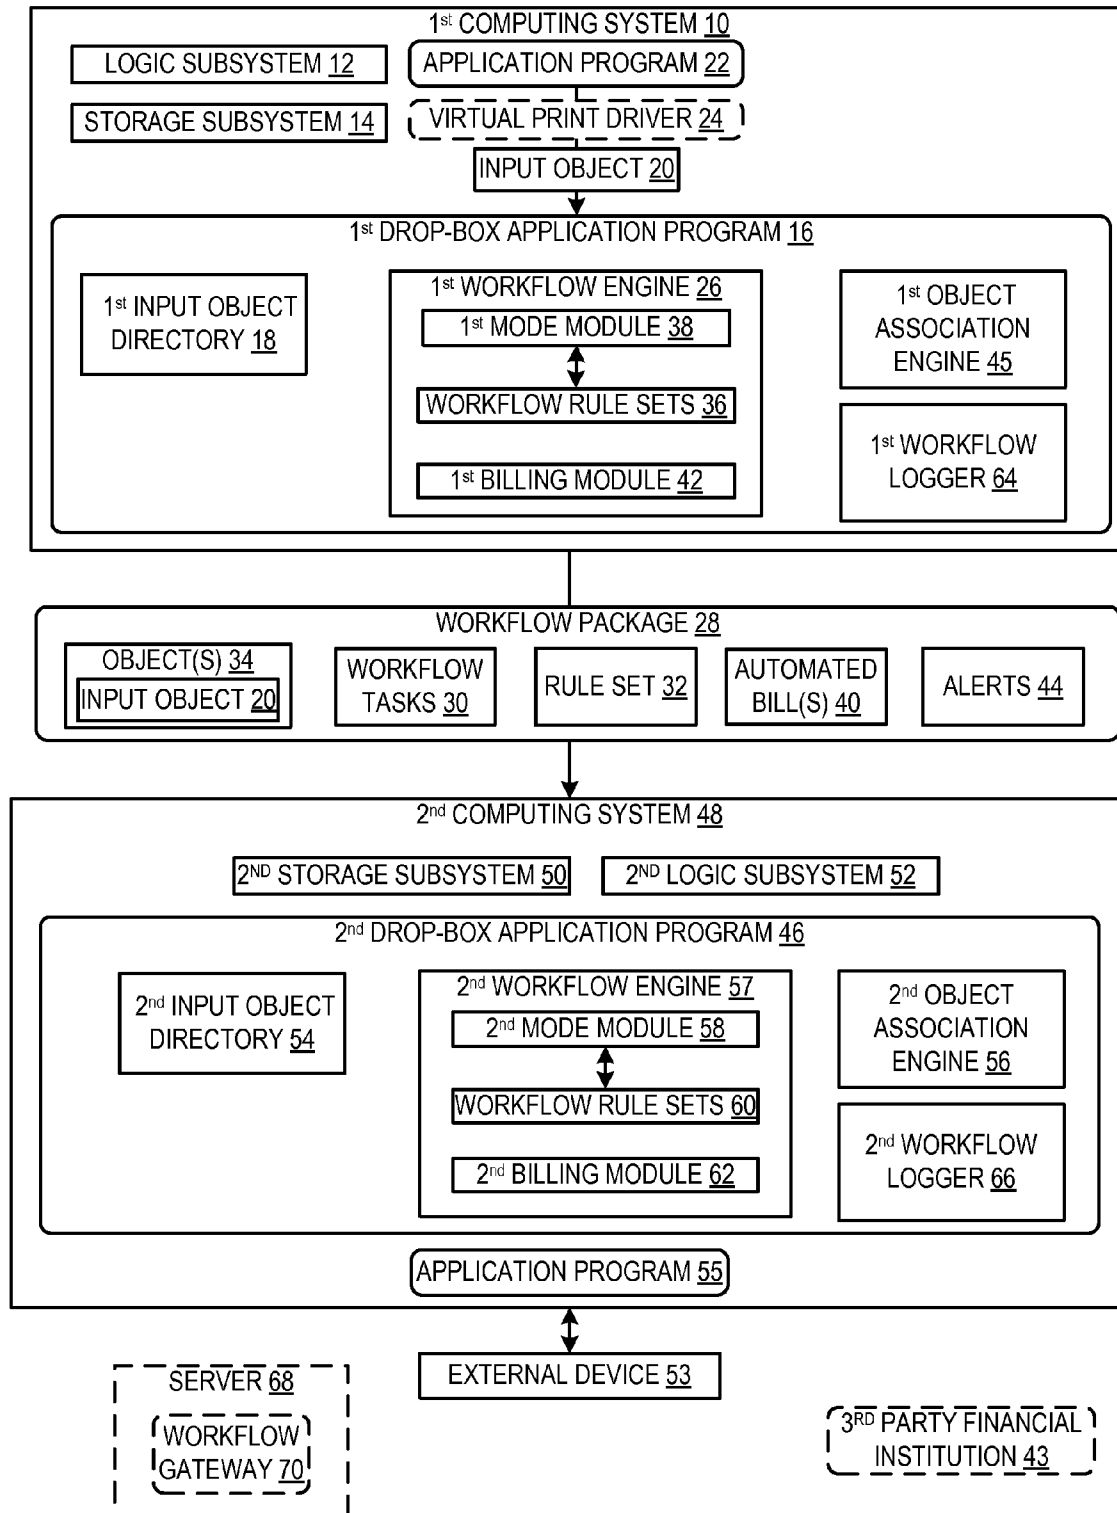 1st COMPUTING SYSTEM 10
LOGIC SUBSYSTEM 12
APPLICATION PROGRAM 22
STORAGE SUBSYSTEM 14
VIRTUAL PRINT DRIVER 24
INPUT OBJECT 20
1st DROP-BOX APPLICATION PROGRAM 16
1st INPUT OBJECT
DIRECTORY 18
1st WORKFLOW ENGINE 26
1st MODE MODULE 38
WORKFLOW RULE SETS 36
1st BILLING MODULE 42
1st OBJECT
ASSOCIATION
ENGINE 45
1st WORKFLOW
LOGGER 64
WORKFLOW PACKAGE 28
OBJECT(S) 34
INPUT OBJECT 20
WORKFLOW
TASKS 30
RULE SET 32
AUTOMATED
BILL(S) 40
ALERTS 44
2nd COMPUTING SYSTEM 48
2ND STORAGE SUBSYSTEM 50
2ND LOGIC SUBSYSTEM 52
2nd DROP-BOX APPLICATION PROGRAM 46
2nd INPUT OBJECT
DIRECTORY 54
2nd WORKFLOW ENGINE 57
2nd MODE MODULE 58
WORKFLOW RULE SETS 60
2nd BILLING MODULE 62
2nd OBJECT
ASSOCIATION
ENGINE 56
2nd WORKFLOW
LOGGER 66
APPLICATION PROGRAM 55
EXTERNAL DEVICE 53
SERVER 68
WORKFLOW
GATEWAY 70
3RD PARTY FINANCIAL
INSTITUTION 43